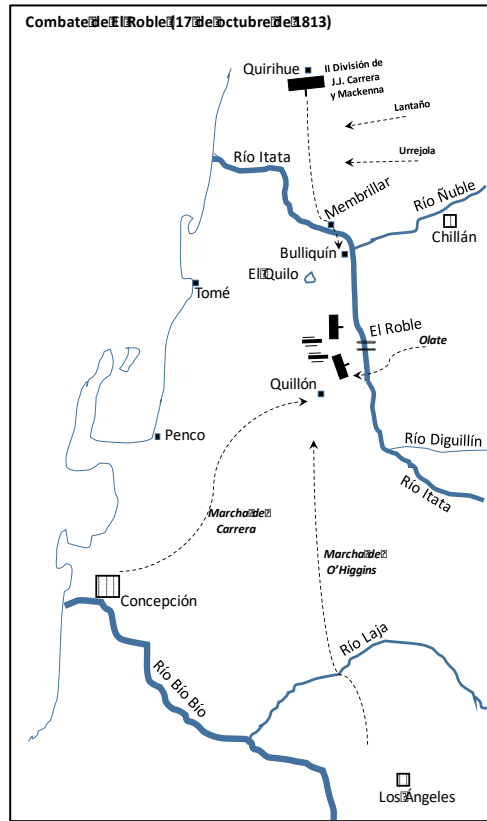 Combate de El Roble (17 de octubre de 1813)
Quirihue
II División de
J.J. Carrera
y Mackenna
Lantaño
Urrejola
Río Itata
Membrillar
Río Ñuble
Chillán
Bulliquín
El Quilo
Tomé
El Roble
Olate
Quillón
Penco
Río Diguillín
Río Itata
Marcha de
Carrera
Marcha de
O'Higgins
Concepción
Río Laja
Río Bío Bío
Los Ángeles